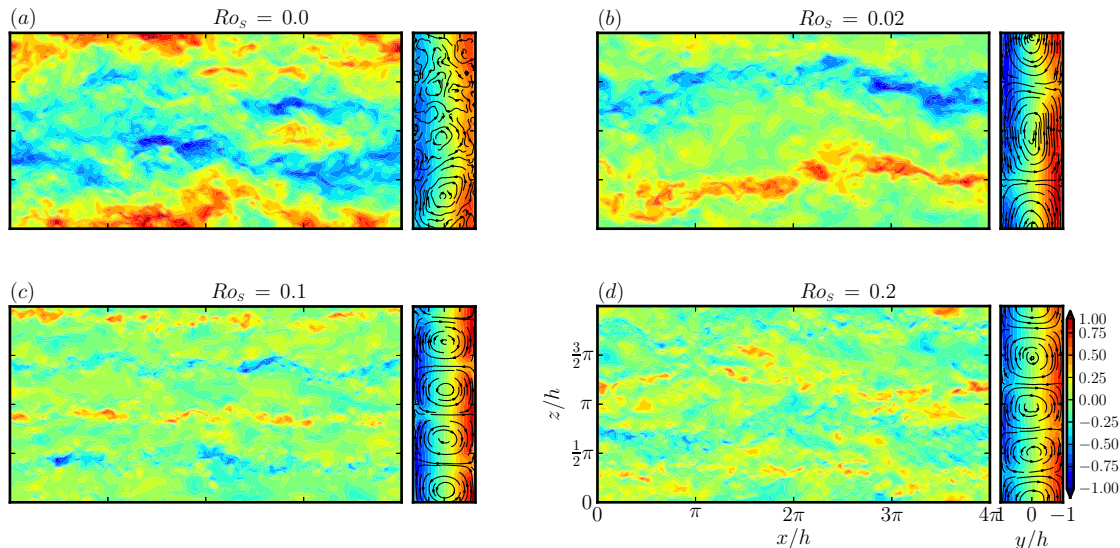 (a) Ro_s = 0.0
(b) Ro_s = 0.02
(c) Ro_s = 0.1
(d) Ro_s = 0.2
z/h
3/2 π
π
1/2 π
0
0 π 2π 3π 4π
x/h
1 0 −1
y/h
1.00
0.75
0.50
0.25
0.00
−0.25
−0.50
−0.75
−1.00